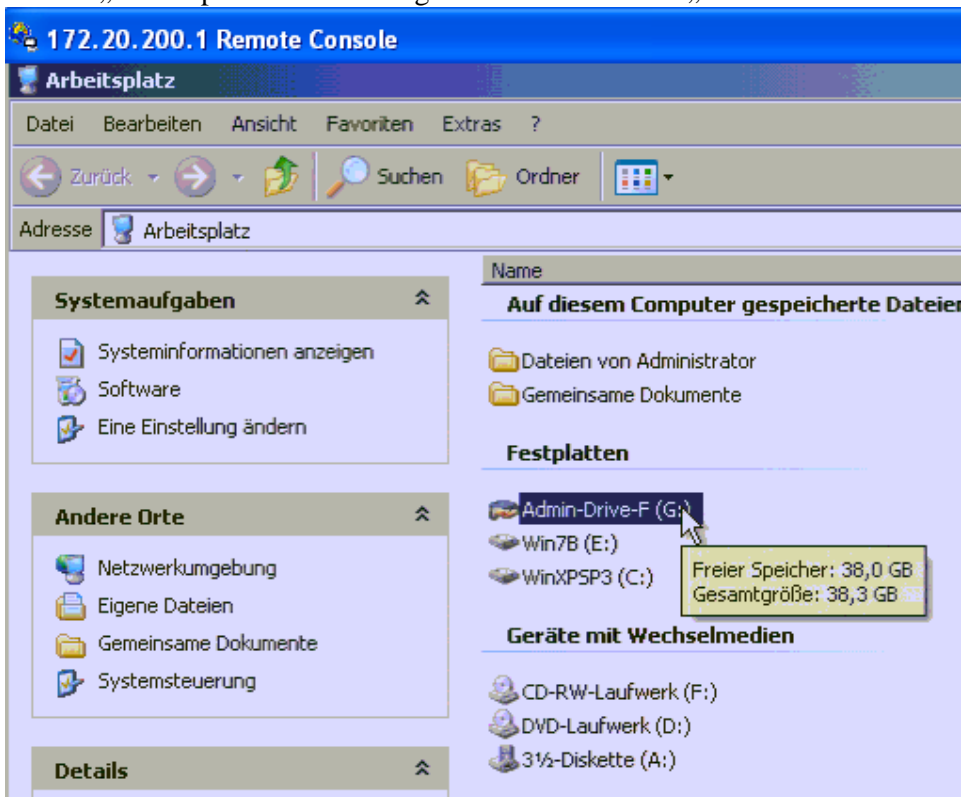 172.20.200.1 Remote Console
Arbeitsplatz
Datei Bearbeiten Ansicht Favoriten Extras ?
Zurück Suchen Ordner
Adresse Arbeitsplatz
Name
Systemaufgaben
Systeminformationen anzeigen
Software
Eine Einstellung ändern
Andere Orte
Netzwerkumgebung
Eigene Dateien
Gemeinsame Dokumente
Systemsteuerung
Details
Auf diesem Computer gespeicherte Dateien
Dateien von Administrator
Gemeinsame Dokumente
Festplatten
Admin-Drive-F (G:)
Win7B (E:)
WinXPSP3 (C:)
Freier Speicher: 38,0 GB
Gesamtgröße: 38,3 GB
Geräte mit Wechselmedien
CD-RW-Laufwerk (F:)
DVD-Laufwerk (D:)
3½-Diskette (A:)